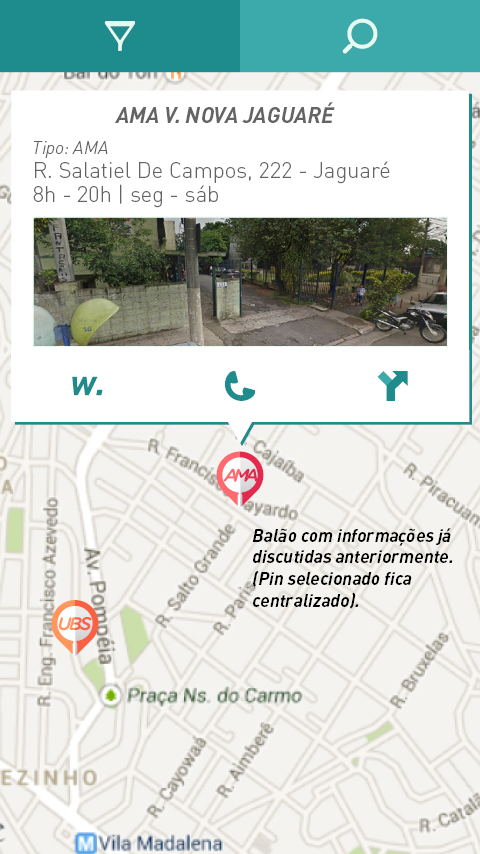 Bar do Ton
AMA V. NOVA JAGUARÉ
Tipo: AMA
R. Salatiel De Campos, 222 - Jaguaré
8h - 20h | seg - sáb
w.
Cajaíba
R. Francisco Bayardo
AMA
R. Piracuam
Balão com informações já
discutidas anteriormente.
(Pin selecionado fica
centralizado).
R. Eng. Francisco Azevedo
Av. Pompéia
R. Salto Grande
R. Paris
UBS
R. Bruxelas
Praça Ns. do Carmo
EZINHO
R. Cayowaá
R. Aimberê
R. Catalã
M Vila Madalena